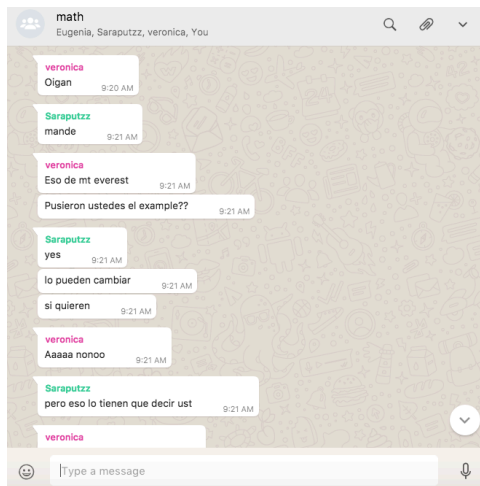 math
Eugenia, Saraputzz, veronica, You
veronica
Oigan
9:20 AM
Saraputzz
mande
9:21 AM
veronica
Eso de mt everest
9:21 AM
Pusieron ustedes el example??
9:21 AM
Saraputzz
yes
9:21 AM
lo pueden cambiar
9:21 AM
si quieren
9:21 AM
veronica
Aaaaa nonoo
9:21 AM
Saraputzz
pero eso lo tienen que decir ust
9:21 AM
veronica
Type a message